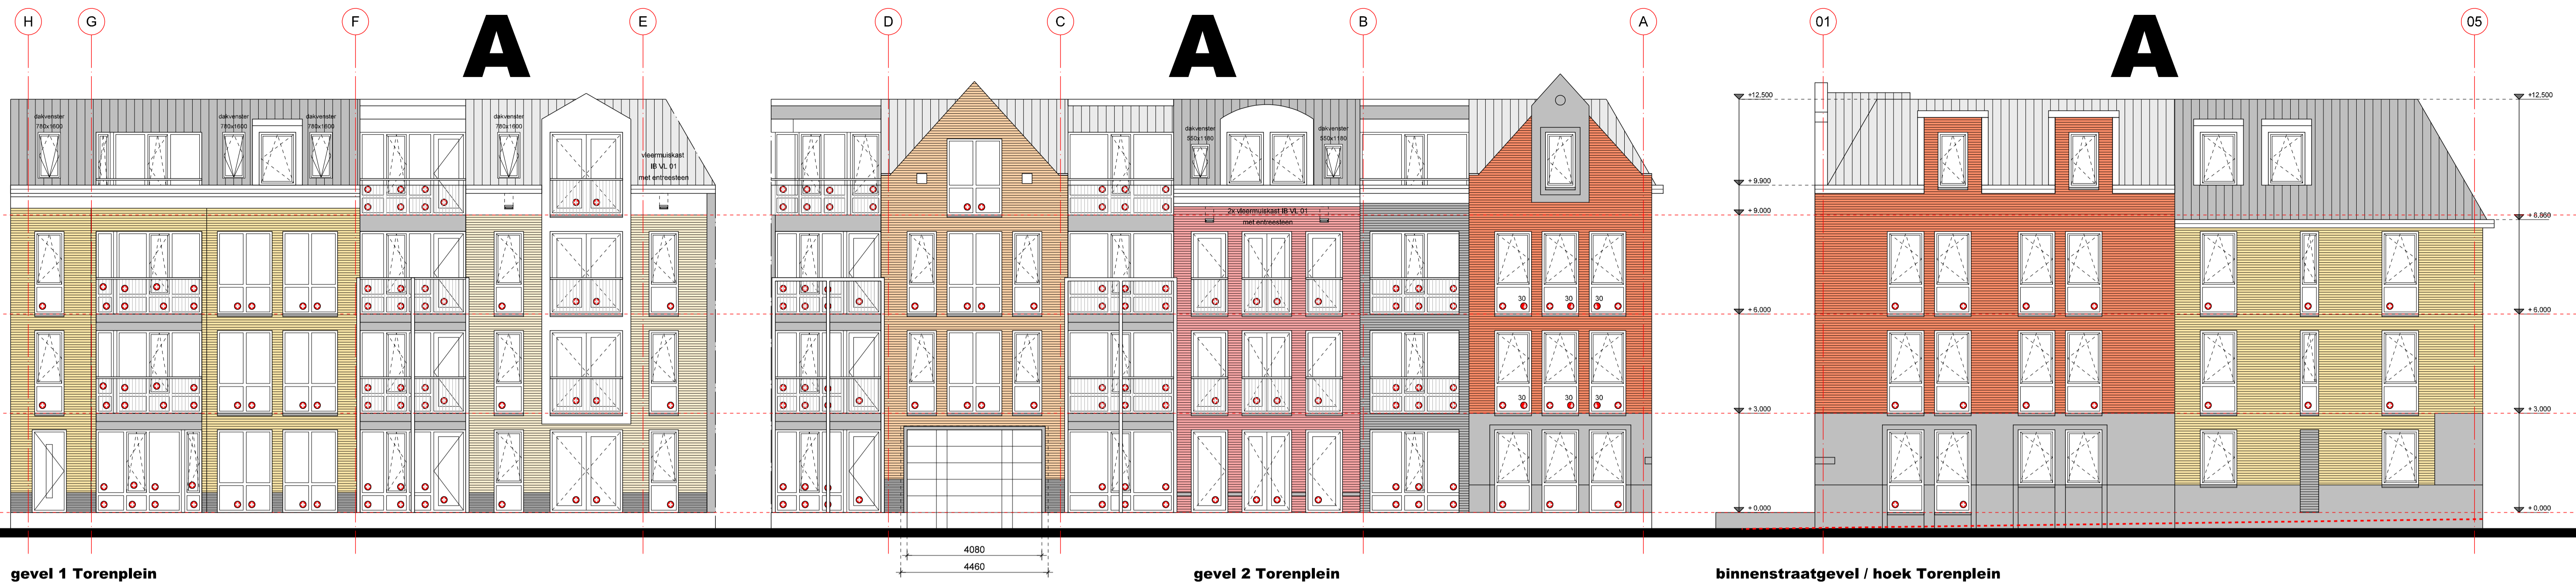 H G F A E D C A B A 01 A 05
+12.500 +12.500
dakvenster
780x1600
dakvenster
780x1600
dakvenster
780x1600
dakvenster
780x1600
vleermuiskast
IB VL 01
met entreesteen
dakvenster
550x1180
dakvenster
550x1180
+ 9.900
+ 9.000
+ 8.860
2x vleermuiskast IB VL 01
met entreesteen
30 30 30
+ 6.000 + 6.000
30 30 30
+ 3.000 + 3.000
+ 0.000 + 0.000
4080
4460
gevel 1 Torenplein
gevel 2 Torenplein
binnenstraatgevel / hoek Torenplein